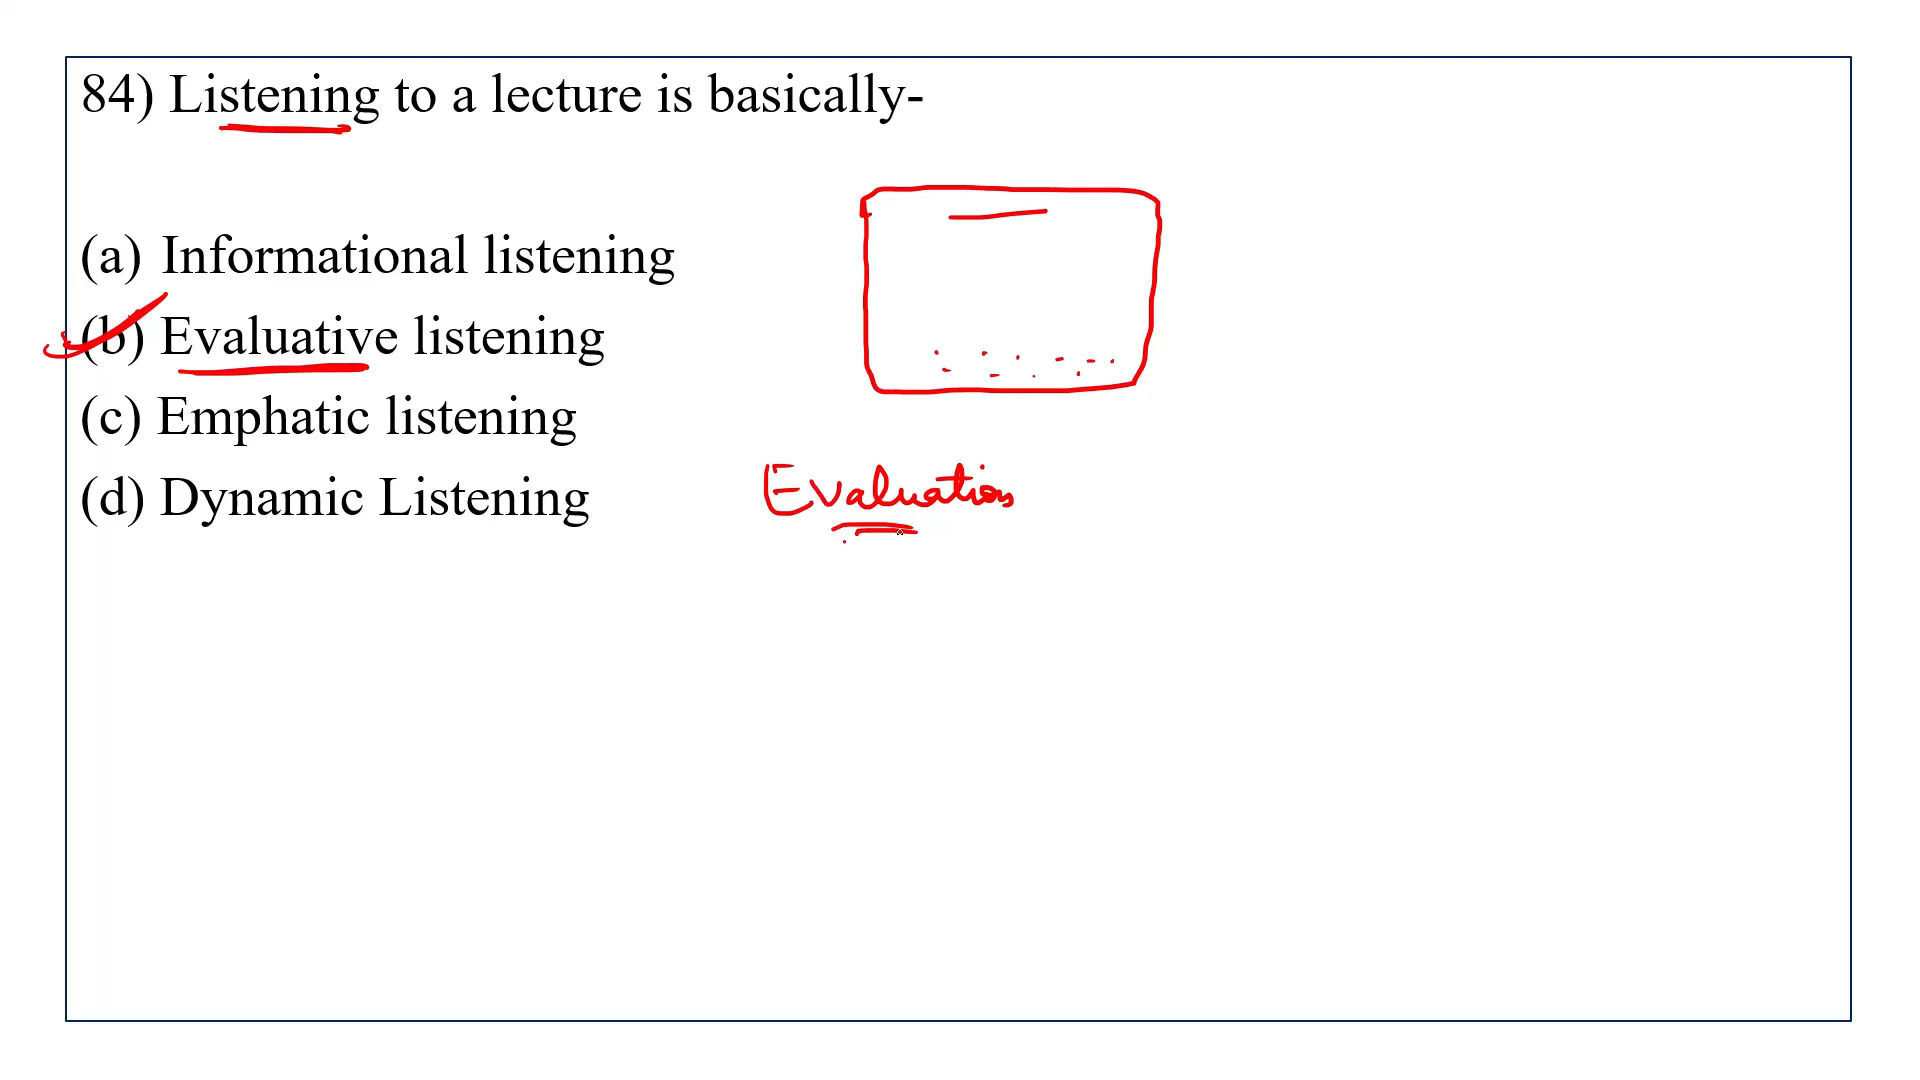 84) Listening to a lecture is basically-
(a) Informational listening
(b) Evaluative listening
(c) Emphatic listening
(d) Dynamic Listening
Evaluation